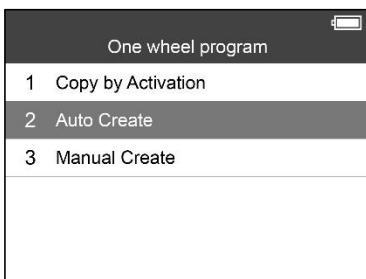 One wheel program
1 Copy by Activation
2 Auto Create
3 Manual Create